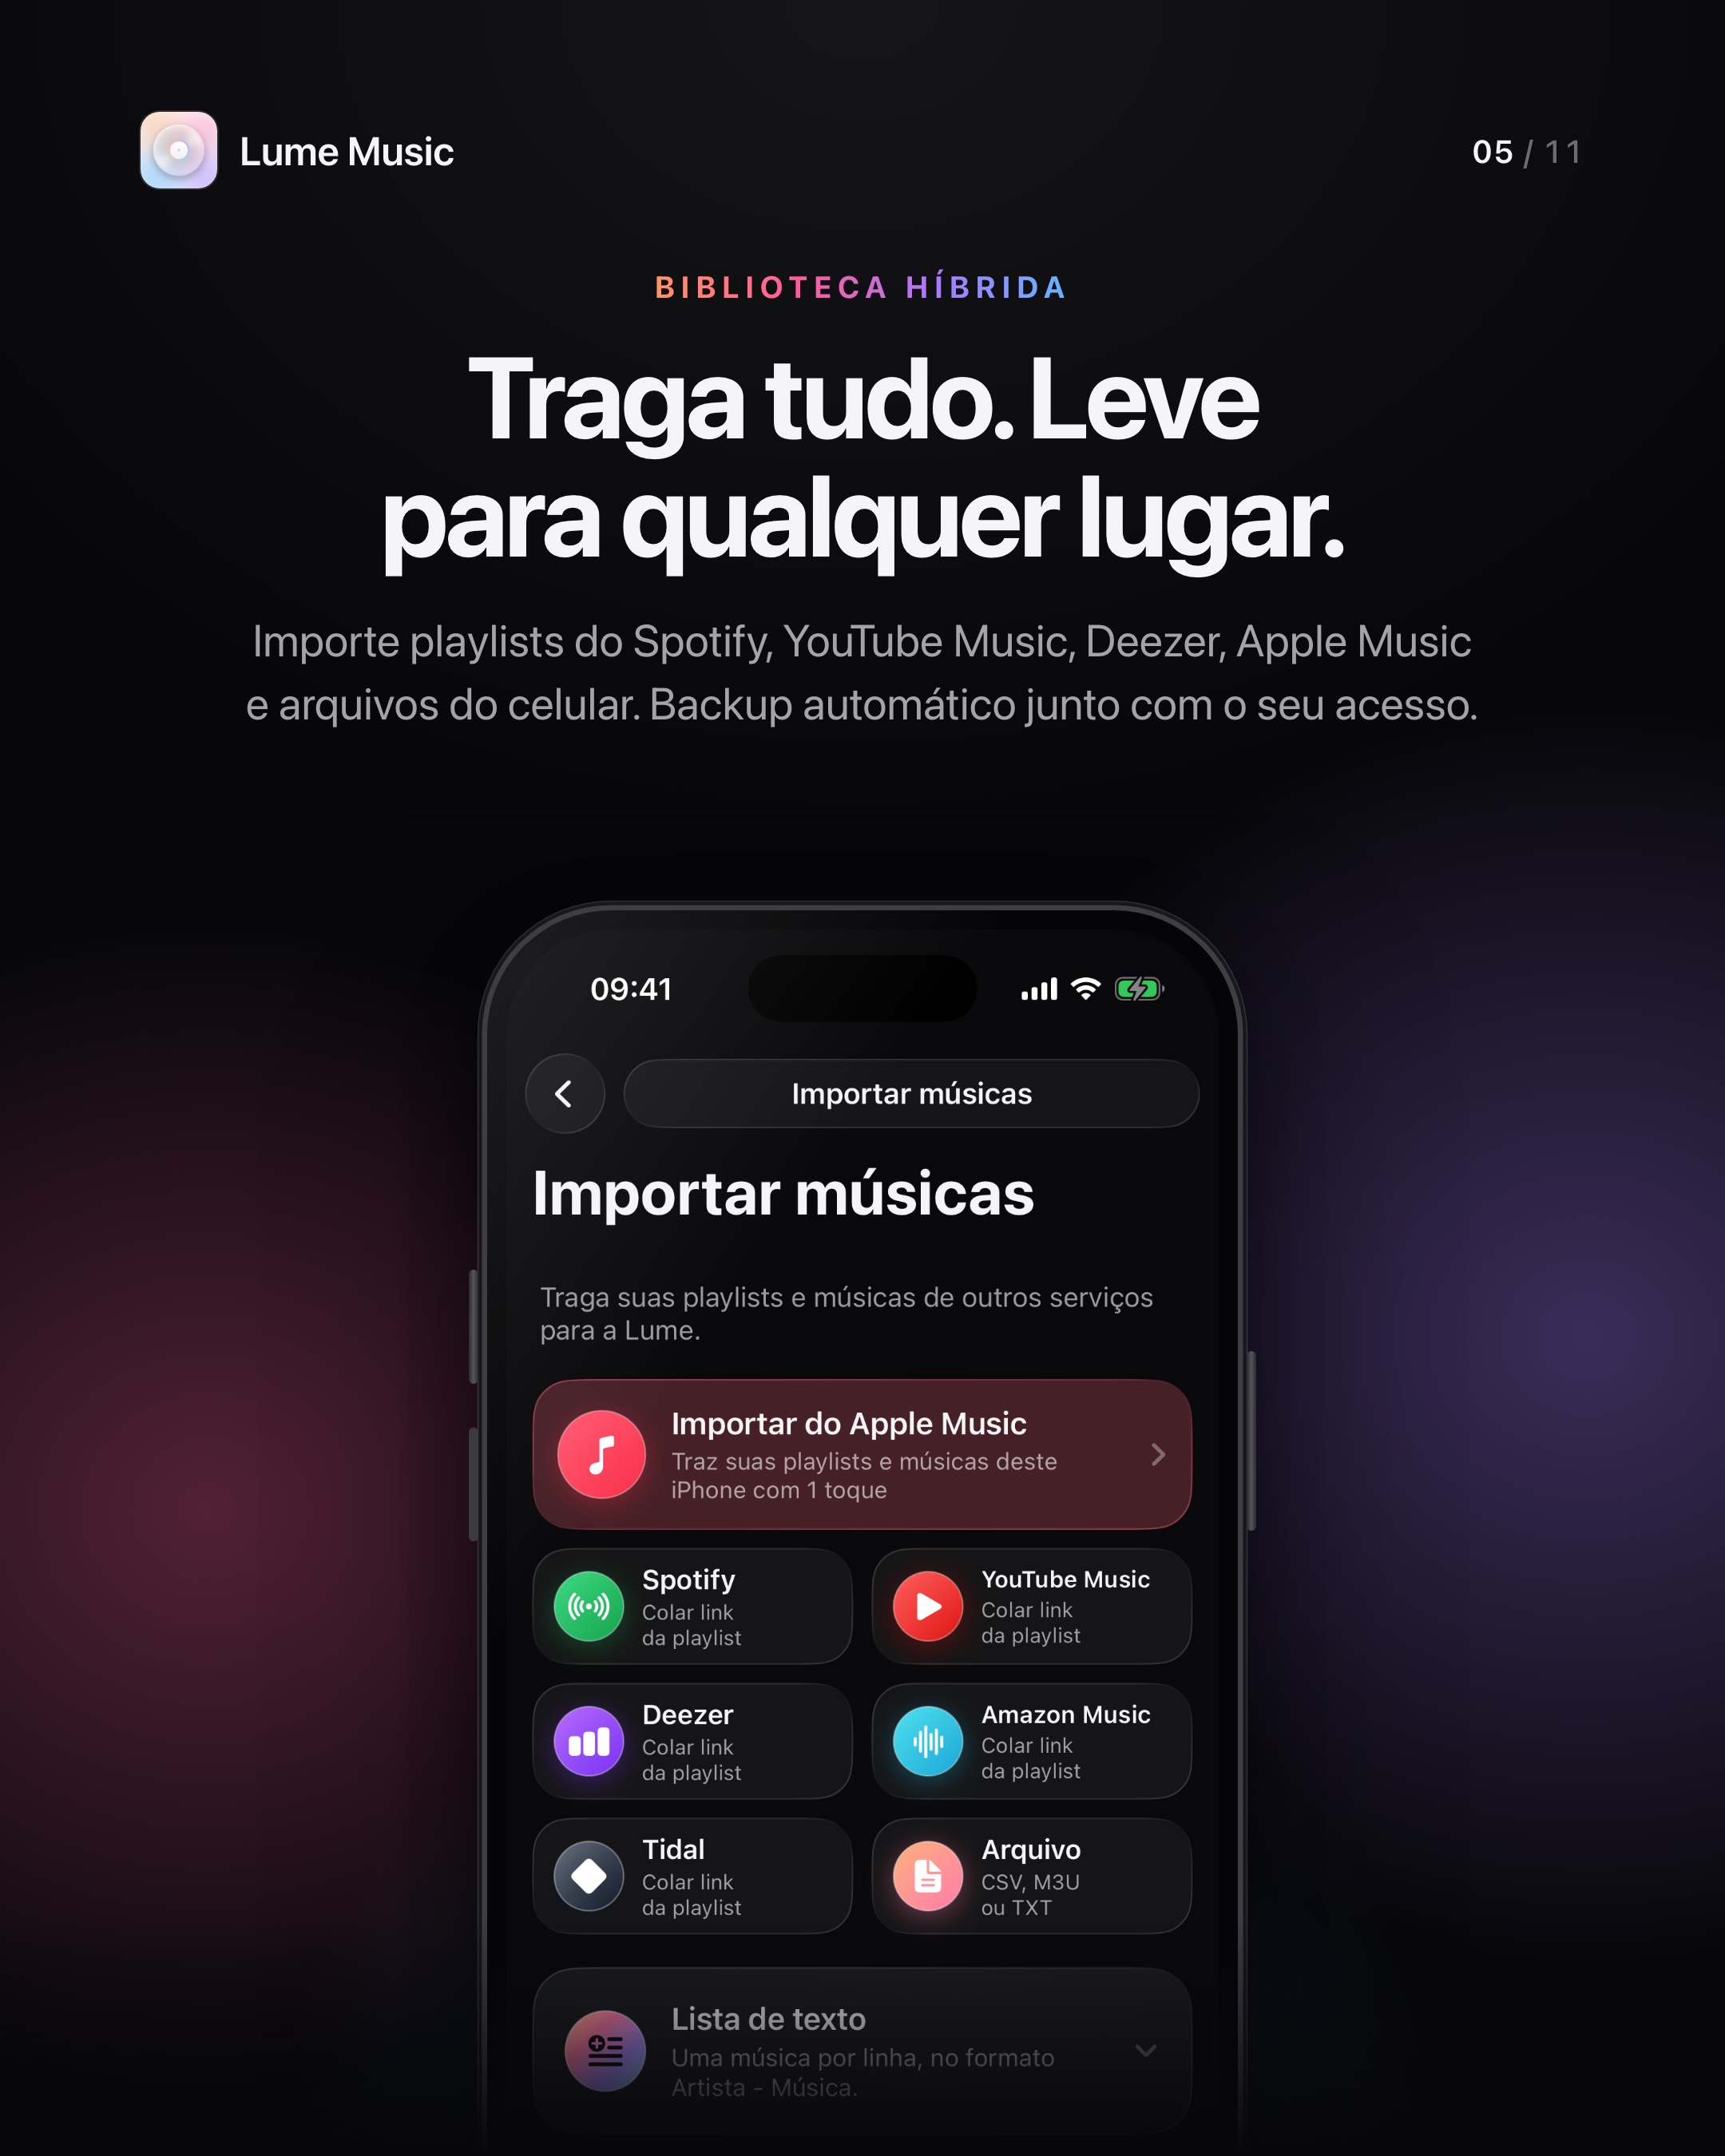 Lume Music
05 / 11
BIBLIOTECA HÍBRIDA
Traga tudo. Leve
para qualquer lugar.
Importe playlists do Spotify, YouTube Music, Deezer, Apple Music
e arquivos do celular. Backup automático junto com o seu acesso.
09:41
Importar músicas
Importar músicas
Traga suas playlists e músicas de outros serviços
para a Lume.
Importar do Apple Music
Traz suas playlists e músicas deste
iPhone com 1 toque
Spotify
Colar link
da playlist
YouTube Music
Colar link
da playlist
Deezer
Colar link
da playlist
Amazon Music
Colar link
da playlist
Tidal
Colar link
da playlist
Arquivo
CSV, M3U
ou TXT
Lista de texto
Uma música por linha, no formato
Artista - Música.